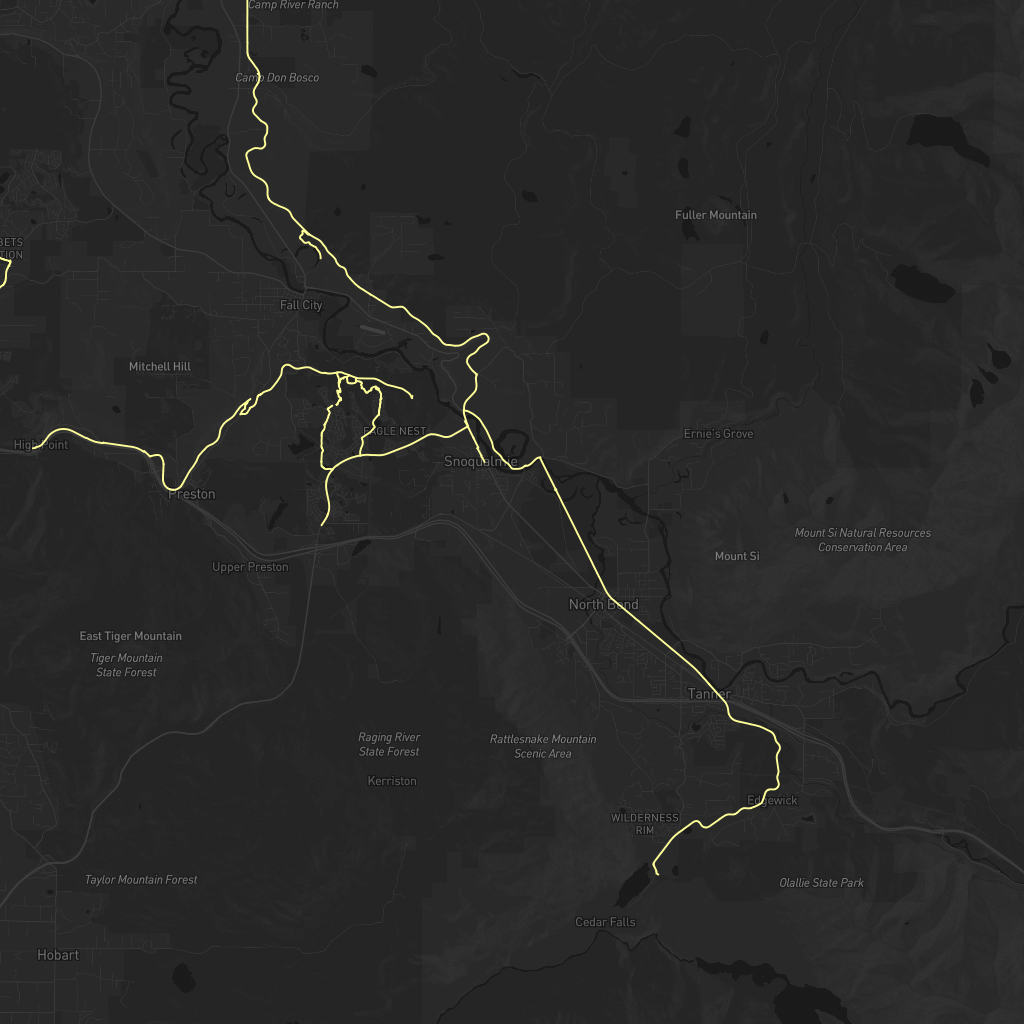 Camp River Ranch
Camp Don Bosco
Fuller Mountain
BETS
TION
Fall City
Mitchell Hill
EAGLE NEST
Ernie's Grove
High Point
Snoqualmie
Preston
Mount Si Natural Resources
Conservation Area
Mount Si
Upper Preston
North Bend
East Tiger Mountain
Tiger Mountain
State Forest
Tanner
Raging River
State Forest
Rattlesnake Mountain
Scenic Area
Kerriston
Edgewick
WILDERNESS
RIM
Taylor Mountain Forest
Olallie State Park
Cedar Falls
Hobart